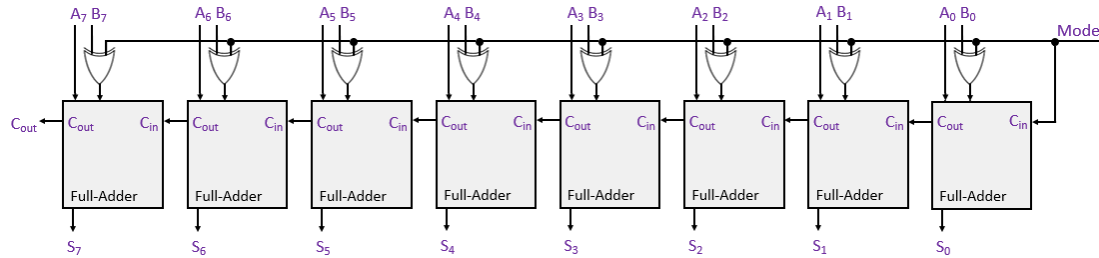 A₇ B₇ A₆ B₆ A₅ B₅ A₄ B₄ A₃ B₃ A₂ B₂ A₁ B₁ A₀ B₀
Mode
Cout Cout Cin Cout Cin Cout Cin Cout Cin Cout Cin Cout Cin Cout Cin Cout Cin
Full-Adder Full-Adder Full-Adder Full-Adder Full-Adder Full-Adder Full-Adder Full-Adder
S₇ S₆ S₅ S₄ S₃ S₂ S₁ S₀